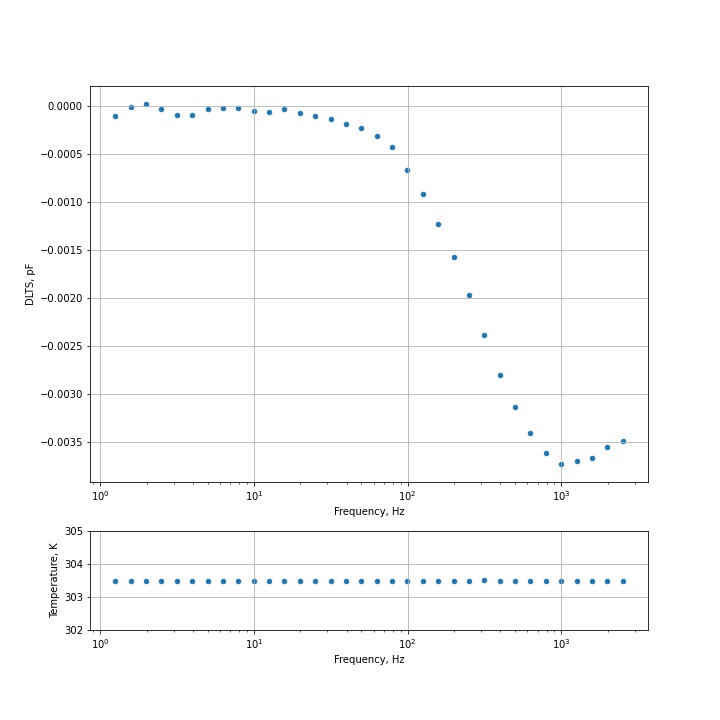 0.0000
−0.0005
−0.0010
−0.0015
−0.0020
−0.0025
−0.0030
−0.0035
DLTS, pF
10⁰ 10¹ 10² 10³
Frequency, Hz
305
304
303
302
Temperature, K
10⁰ 10¹ 10² 10³
Frequency, Hz